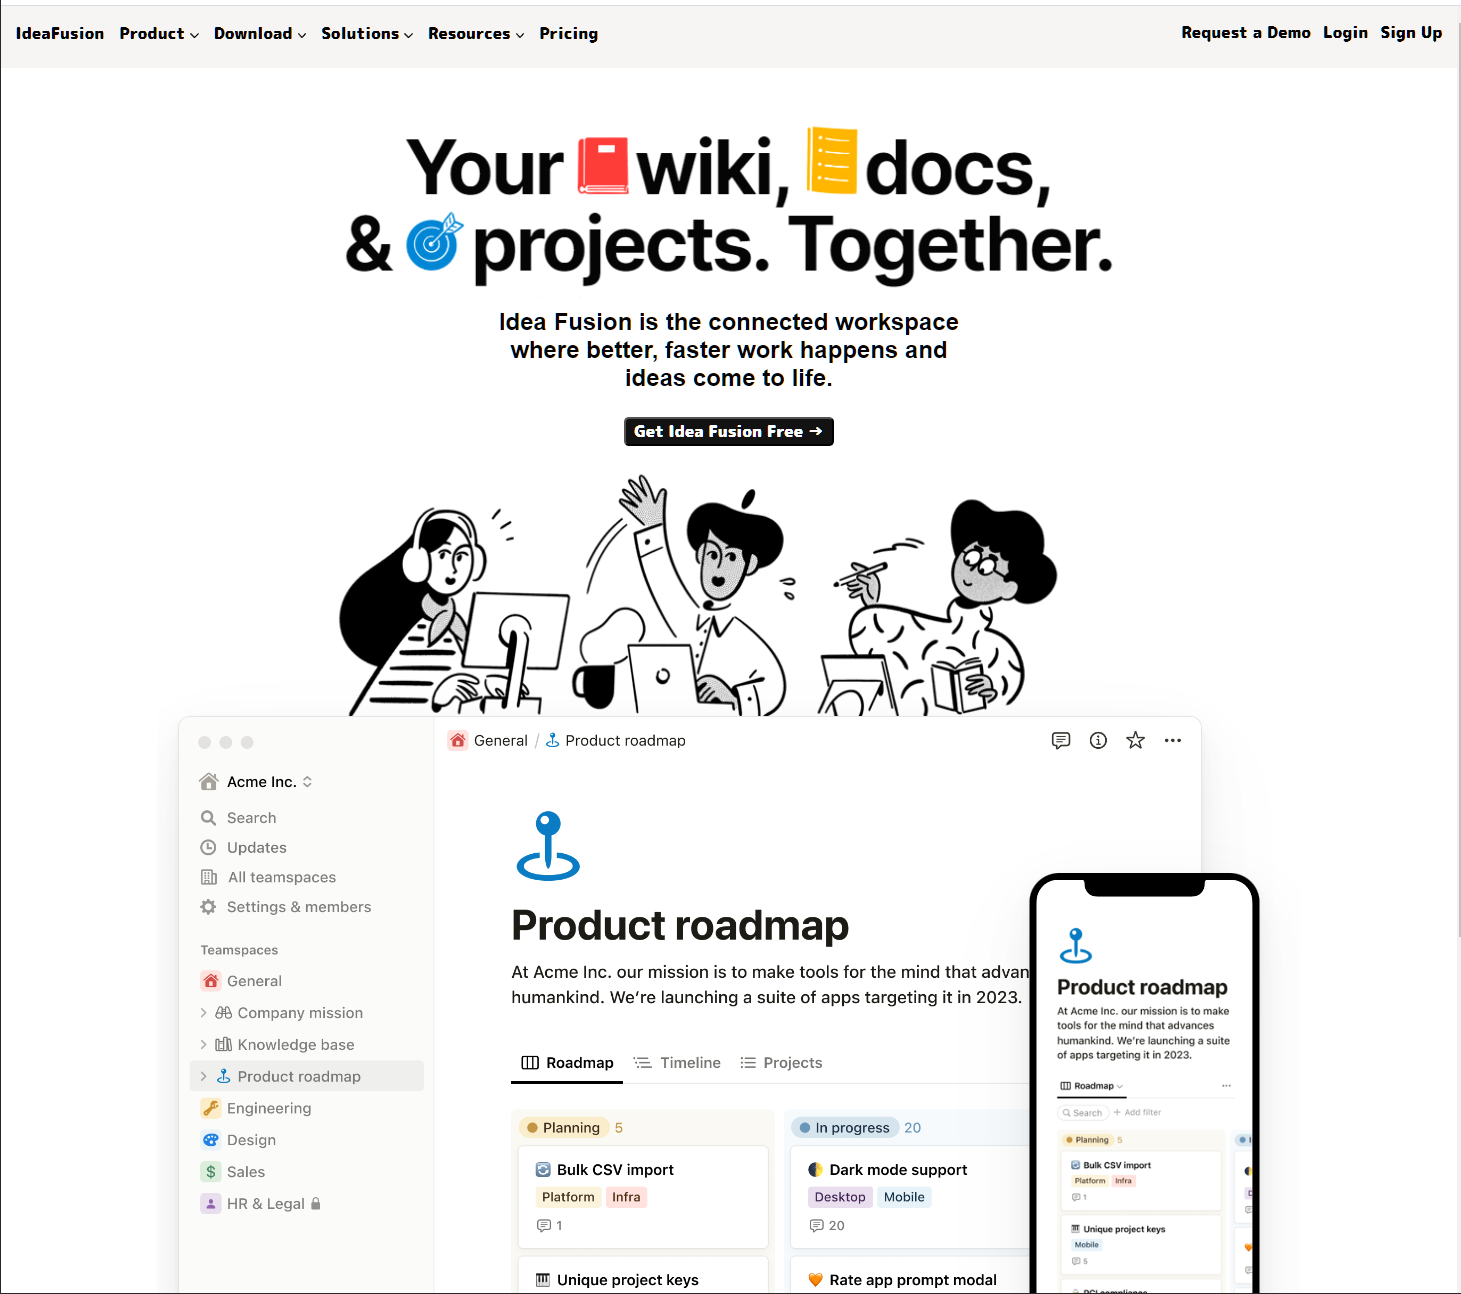 IdeaFusion Product Download Solutions Resources Pricing Request a Demo Login Sign Up
Your wiki, docs,
& projects. Together.
Idea Fusion is the connected workspace
where better, faster work happens and
ideas come to life.
Get Idea Fusion Free →
Acme Inc.
Search
Updates
All teamspaces
Settings & members
Teamspaces
General
Company mission
Knowledge base
Product roadmap
Engineering
Design
Sales
HR & Legal
General / Product roadmap
Product roadmap
At Acme Inc. our mission is to make tools for the mind that advan
humankind. We’re launching a suite of apps targeting it in 2023.
Roadmap Timeline Projects
Planning 5
Bulk CSV import
Platform Infra
1
Unique project keys
In progress 20
Dark mode support
Desktop Mobile
20
Rate app prompt modal
Product roadmap
At Acme Inc. our mission is to make
tools for the mind that advances
humankind. We’re launching a suite
of apps targeting it in 2023.
Roadmap
Search + Add filter
Planning 5
Bulk CSV import
Platform Infra
1
Unique project keys
Mobile
5